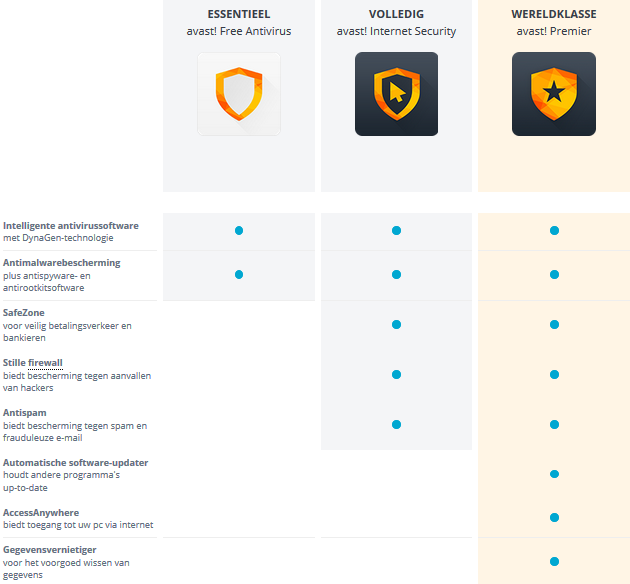 ESSENTIEEL
avast! Free Antivirus
VOLLEDIG
avast! Internet Security
WERELDKLASSE
avast! Premier
Intelligente antivirussoftware
met DynaGen-technologie
Antimalwarebescherming
plus antispyware- en
antirootkitsoftware
SafeZone
voor veilig betalingsverkeer en
bankieren
Stille firewall
biedt bescherming tegen aanvallen
van hackers
Antispam
biedt bescherming tegen spam en
frauduleuze e-mail
Automatische software-updater
houdt andere programma's
up-to-date
AccessAnywhere
biedt toegang tot uw pc via internet
Gegevensvernietiger
voor het voorgoed wissen van
gegevens